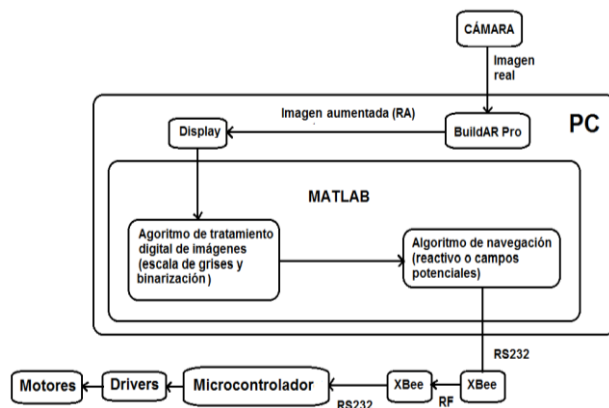 CÁMARA
Imagen
real
PC
Imagen aumentada (RA)
Display
BuildAR Pro
MATLAB
Agoritmo de tratamiento
digital de imágenes
(escala de grises y
binarización )
Algoritmo de navegación
(reactivo o campos
potenciales)
RS232
Motores
Drivers
Microcontrolador
XBee
XBee
RS232
RF